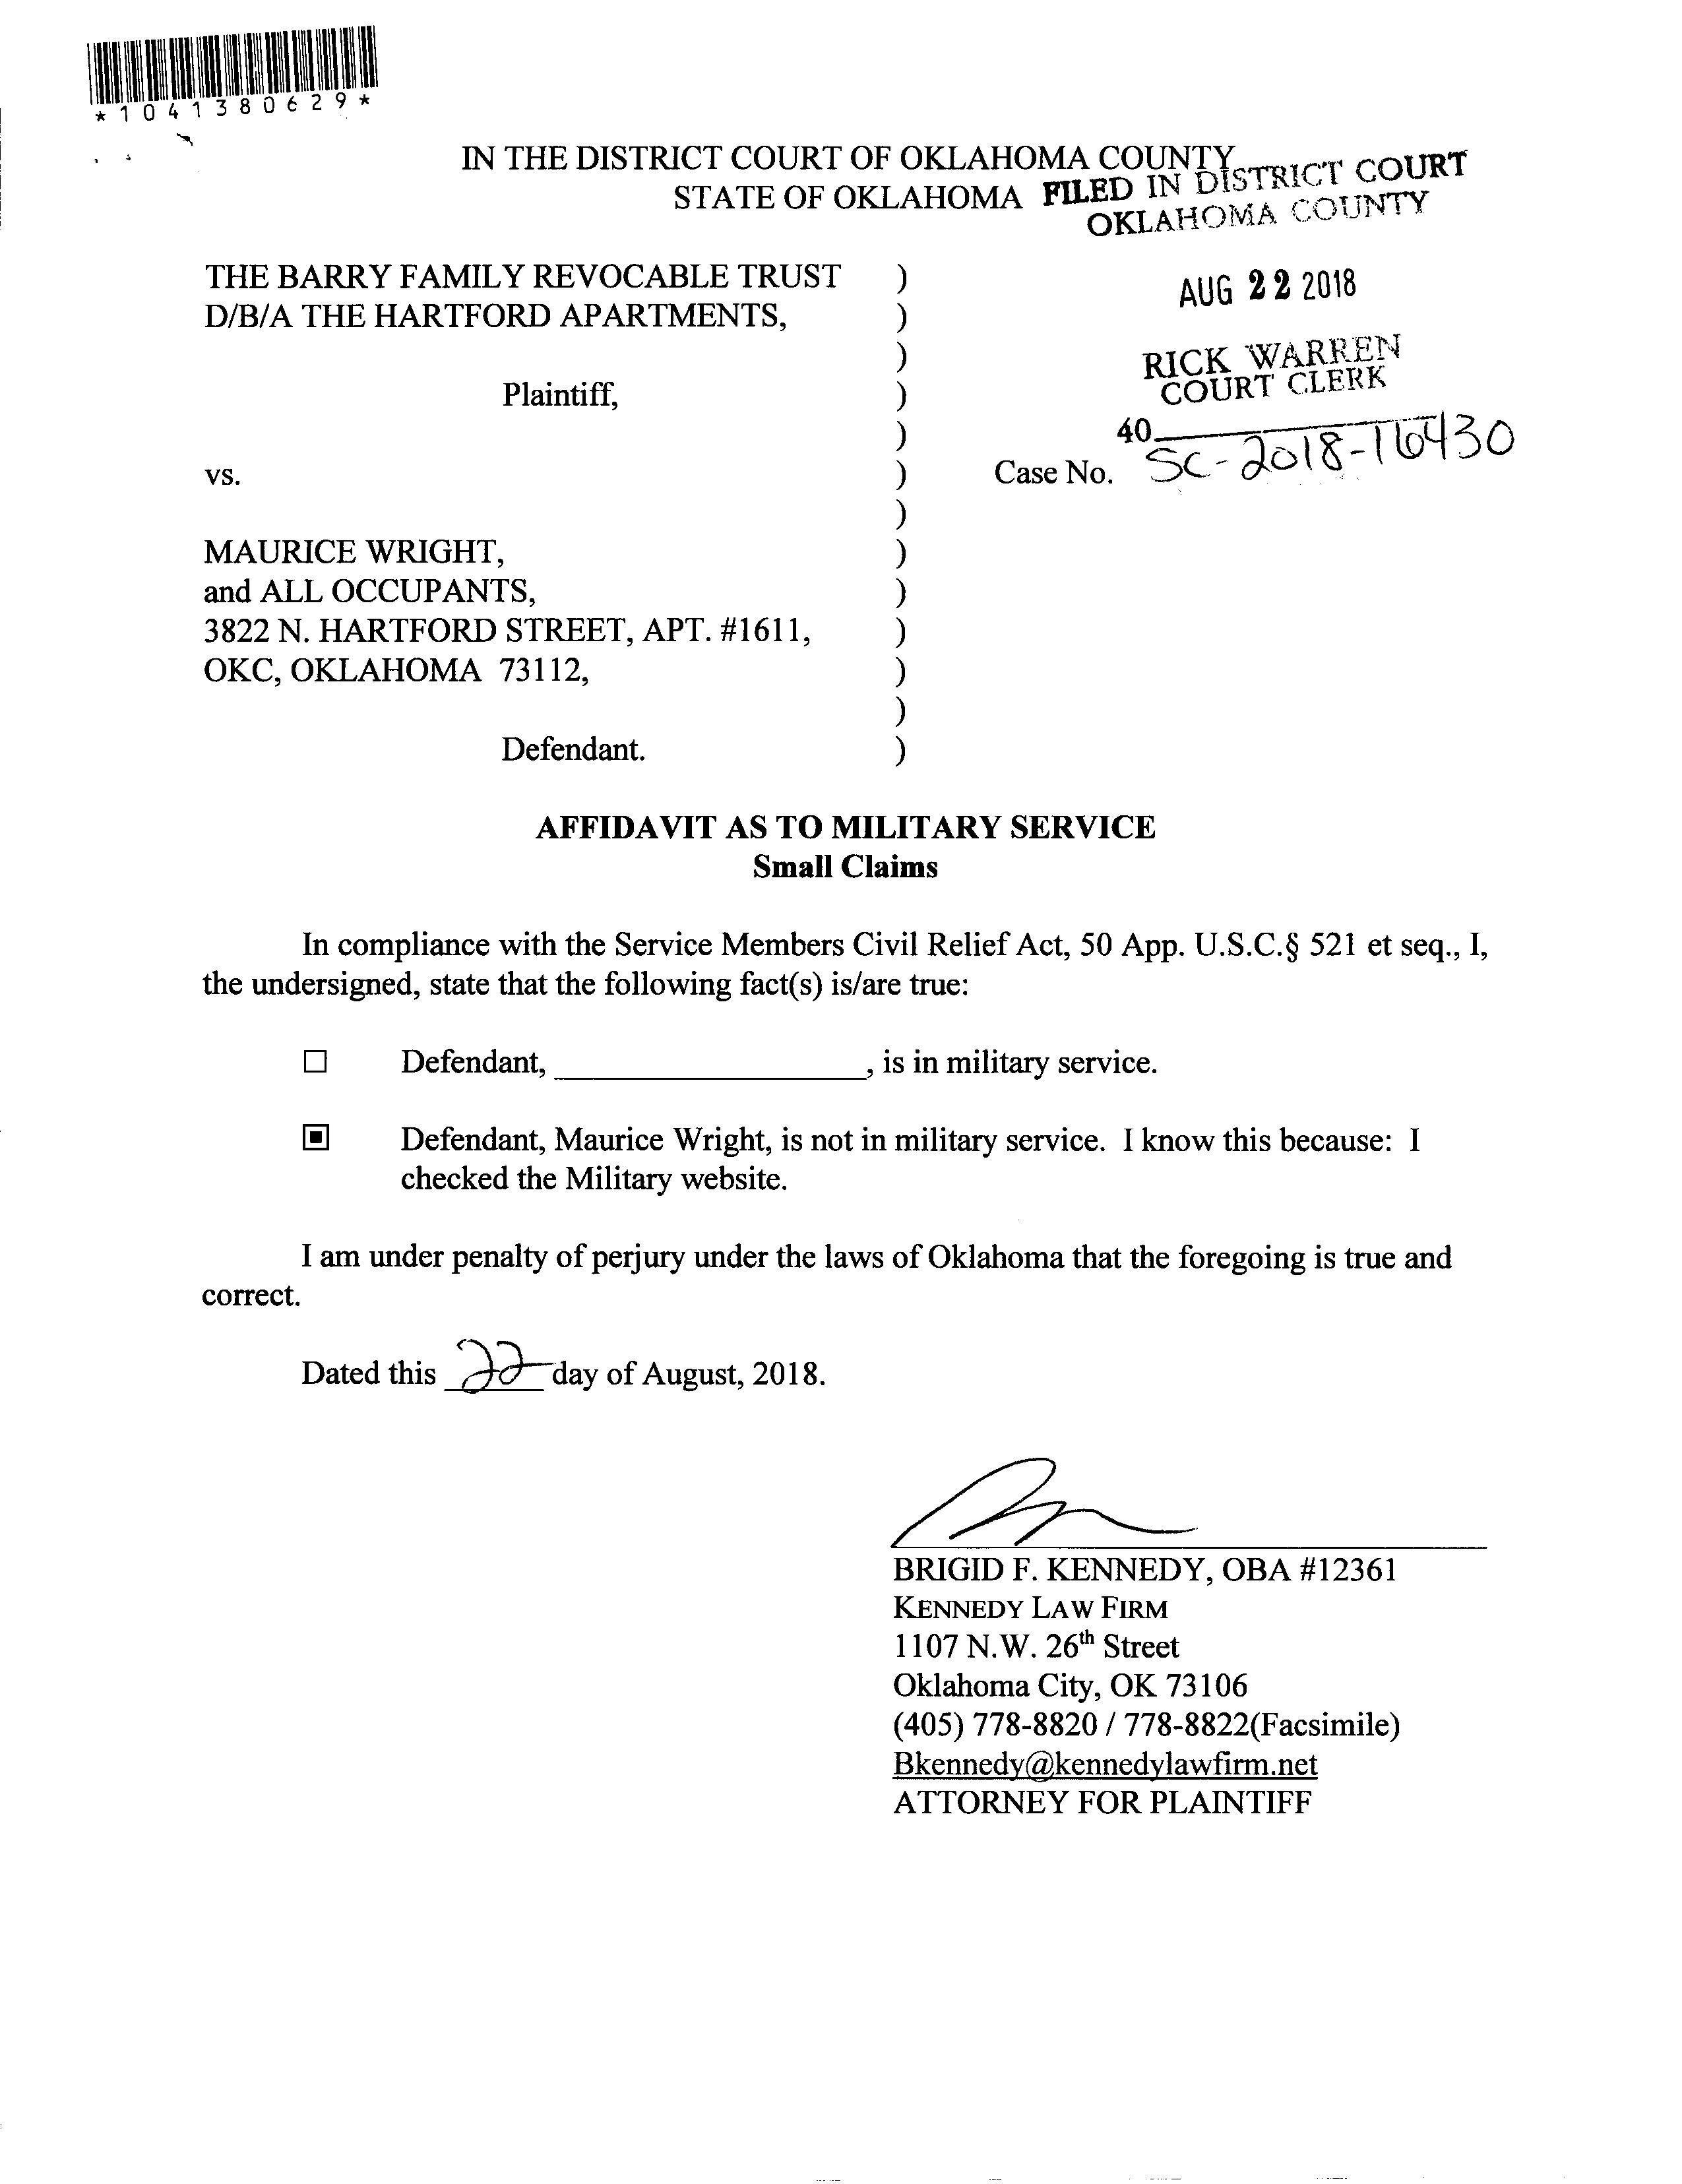 *1041380629*
IN THE DISTRICT COURT OF OKLAHOMA COUNTY
STATE OF OKLAHOMA
FILED IN DISTRICT COURT
OKLAHOMA COUNTY
AUG 22 2018
RICK WARREN
COURT CLERK
40
THE BARRY FAMILY REVOCABLE TRUST )
D/B/A THE HARTFORD APARTMENTS, )
)
Plaintiff, )
)
vs. ) Case No. SC-2018-16430
)
MAURICE WRIGHT, )
and ALL OCCUPANTS, )
3822 N. HARTFORD STREET, APT. #1611, )
OKC, OKLAHOMA 73112, )
)
Defendant. )
AFFIDAVIT AS TO MILITARY SERVICE
Small Claims
In compliance with the Service Members Civil Relief Act, 50 App. U.S.C.§ 521 et seq., I,
the undersigned, state that the following fact(s) is/are true:
☐ Defendant, ____________________, is in military service.
▣ Defendant, Maurice Wright, is not in military service. I know this because: I
checked the Military website.
I am under penalty of perjury under the laws of Oklahoma that the foregoing is true and
correct.
Dated this 22 day of August, 2018.
BRIGID F. KENNEDY, OBA #12361
KENNEDY LAW FIRM
1107 N.W. 26th Street
Oklahoma City, OK 73106
(405) 778-8820 / 778-8822(Facsimile)
Bkennedy@kennedylawfirm.net
ATTORNEY FOR PLAINTIFF